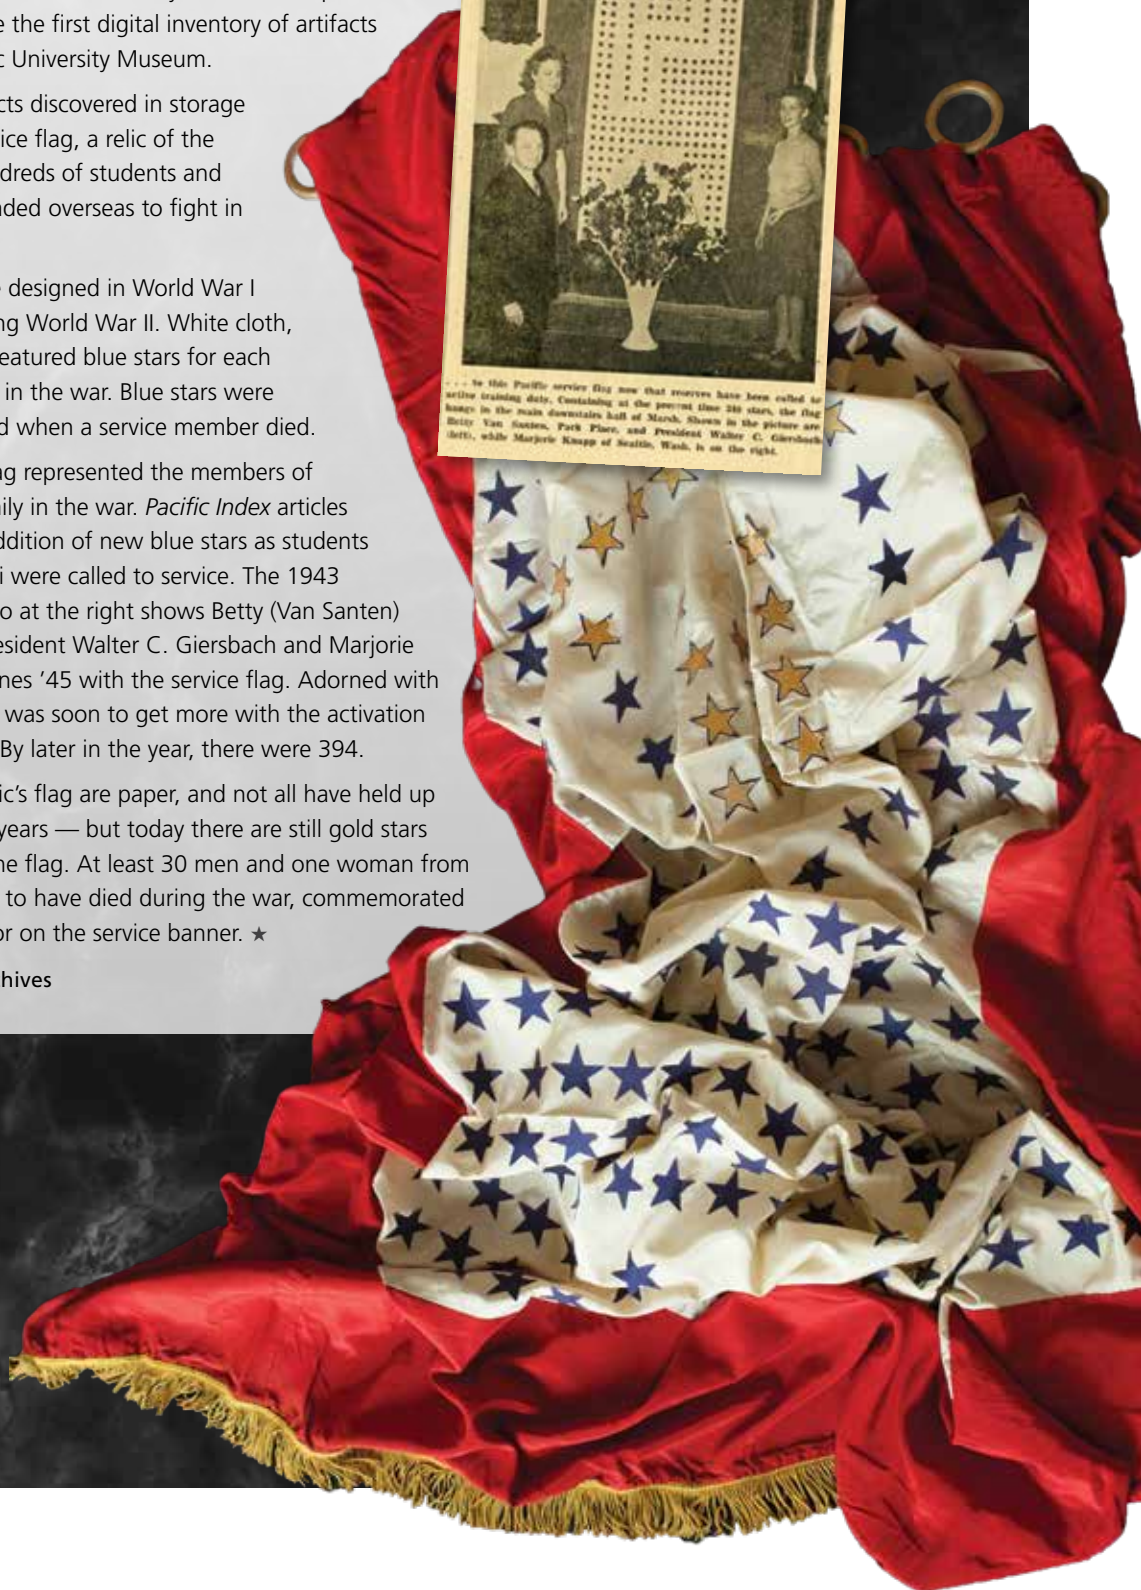 e the first digital inventory of artifacts
c University Museum.
cts discovered in storage
ice flag, a relic of the
dreds of students and
nded overseas to fight in
designed in World War I
ng World War II. White cloth,
eatured blue stars for each
in the war. Blue stars were
d when a service member died.
ag represented the members of
nily in the war. Pacific Index articles
ddition of new blue stars as students
i were called to service. The 1943
o at the right shows Betty (Van Santen)
esident Walter C. Giersbach and Marjorie
nes ’45 with the service flag. Adorned with
was soon to get more with the activation
By later in the year, there were 394.
ic’s flag are paper, and not all have held up
years — but today there are still gold stars
he flag. At least 30 men and one woman from
to have died during the war, commemorated
or on the service banner. ★
hives
. . . to this Pacific service flag now that reserves have been called to
active training duty. Containing at the present time stars, the flag
hangs in the main downstairs hall of Marsh. Shown in the picture are
Betty Van Santen, Park Place, and President Walter C. Giersbach
(left), while Marjorie Knapp of Seattle, Wash. is on the right.